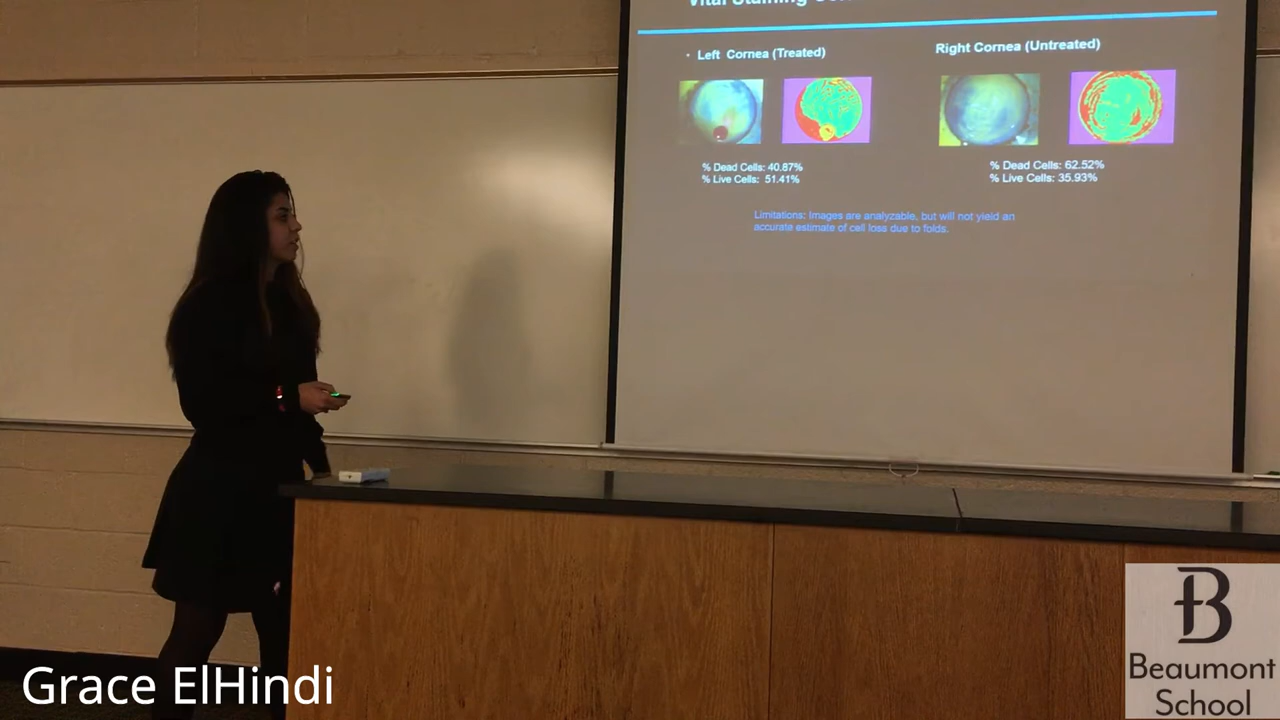 Vital Staining
• Left Cornea (Treated)
Right Cornea (Untreated)
% Dead Cells: 40.87%
% Live Cells: 51.41%
% Dead Cells: 62.52%
% Live Cells: 35.93%
Limitations: Images are analyzable, but will not yield an
accurate estimate of cell loss due to folds.
Grace ElHindi
B
Beaumont
School